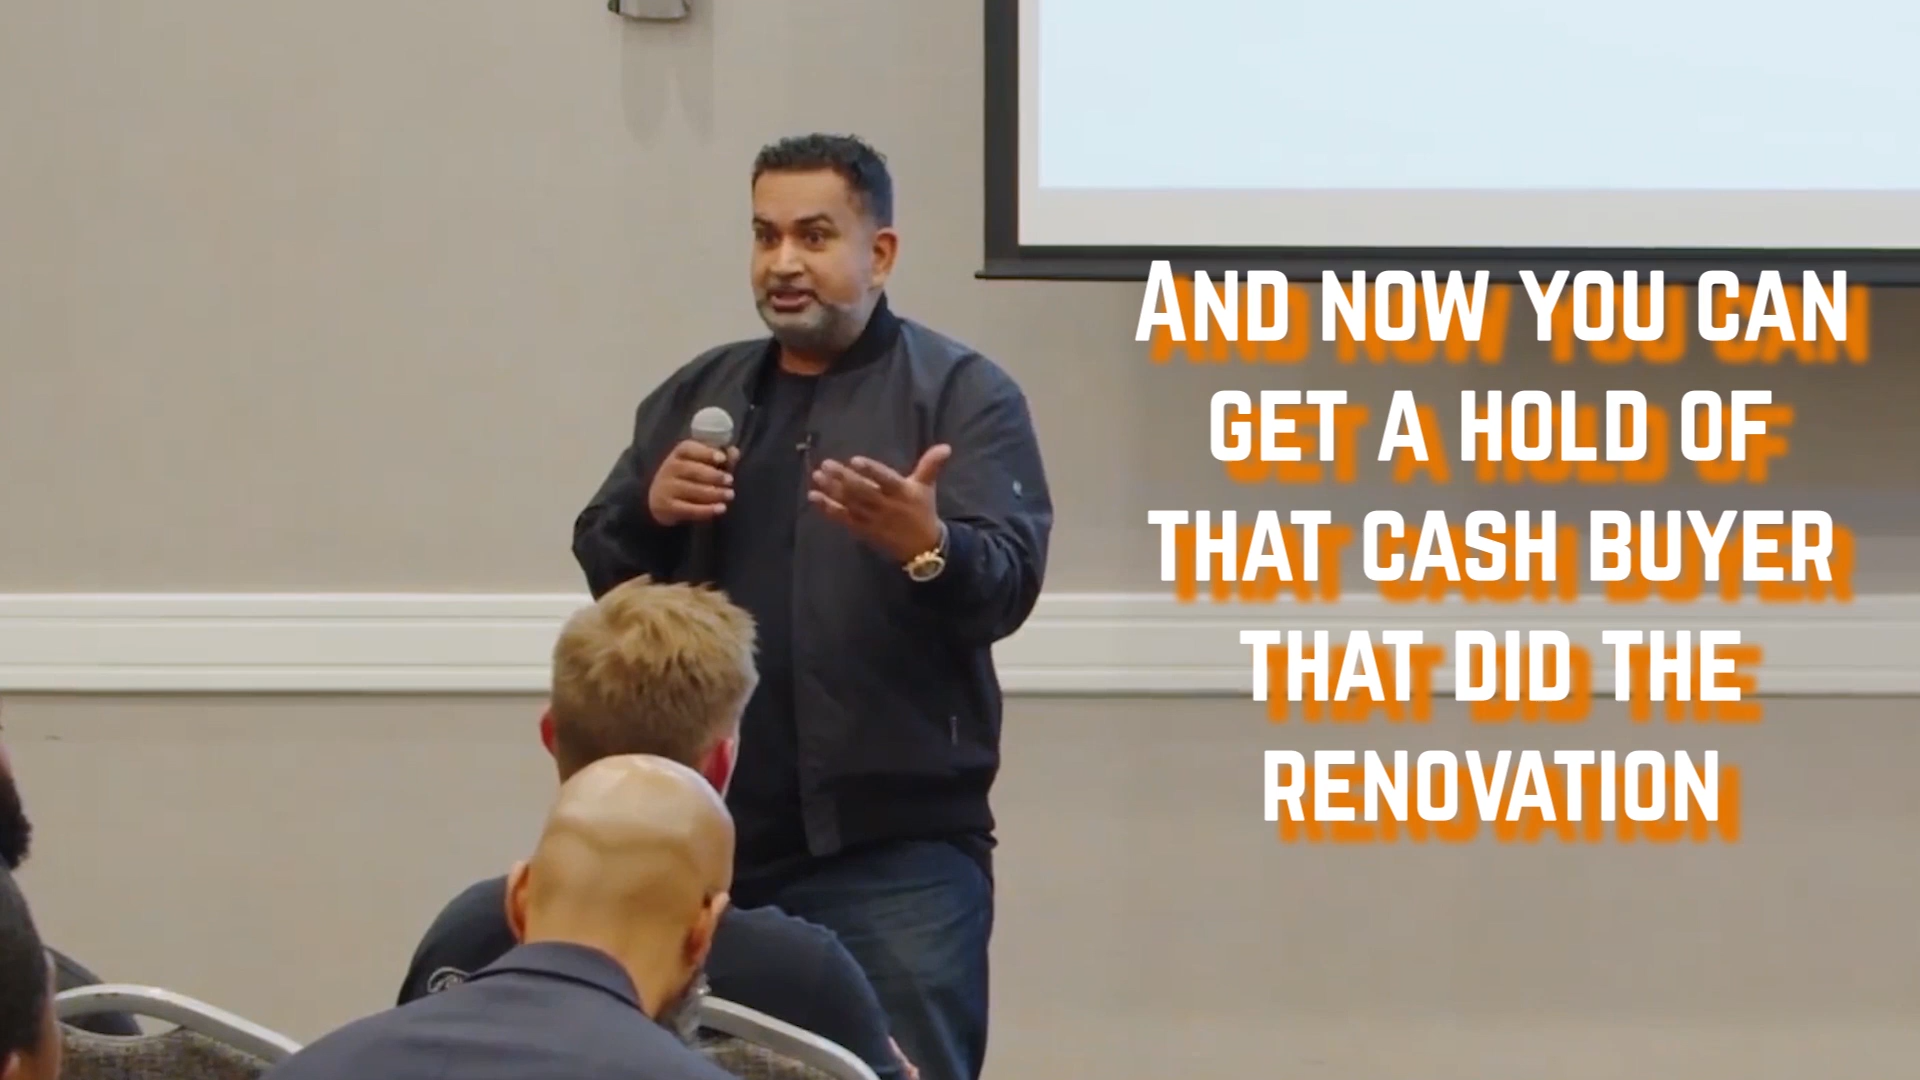 And now you can
get a hold of
that cash buyer
that did the
renovation